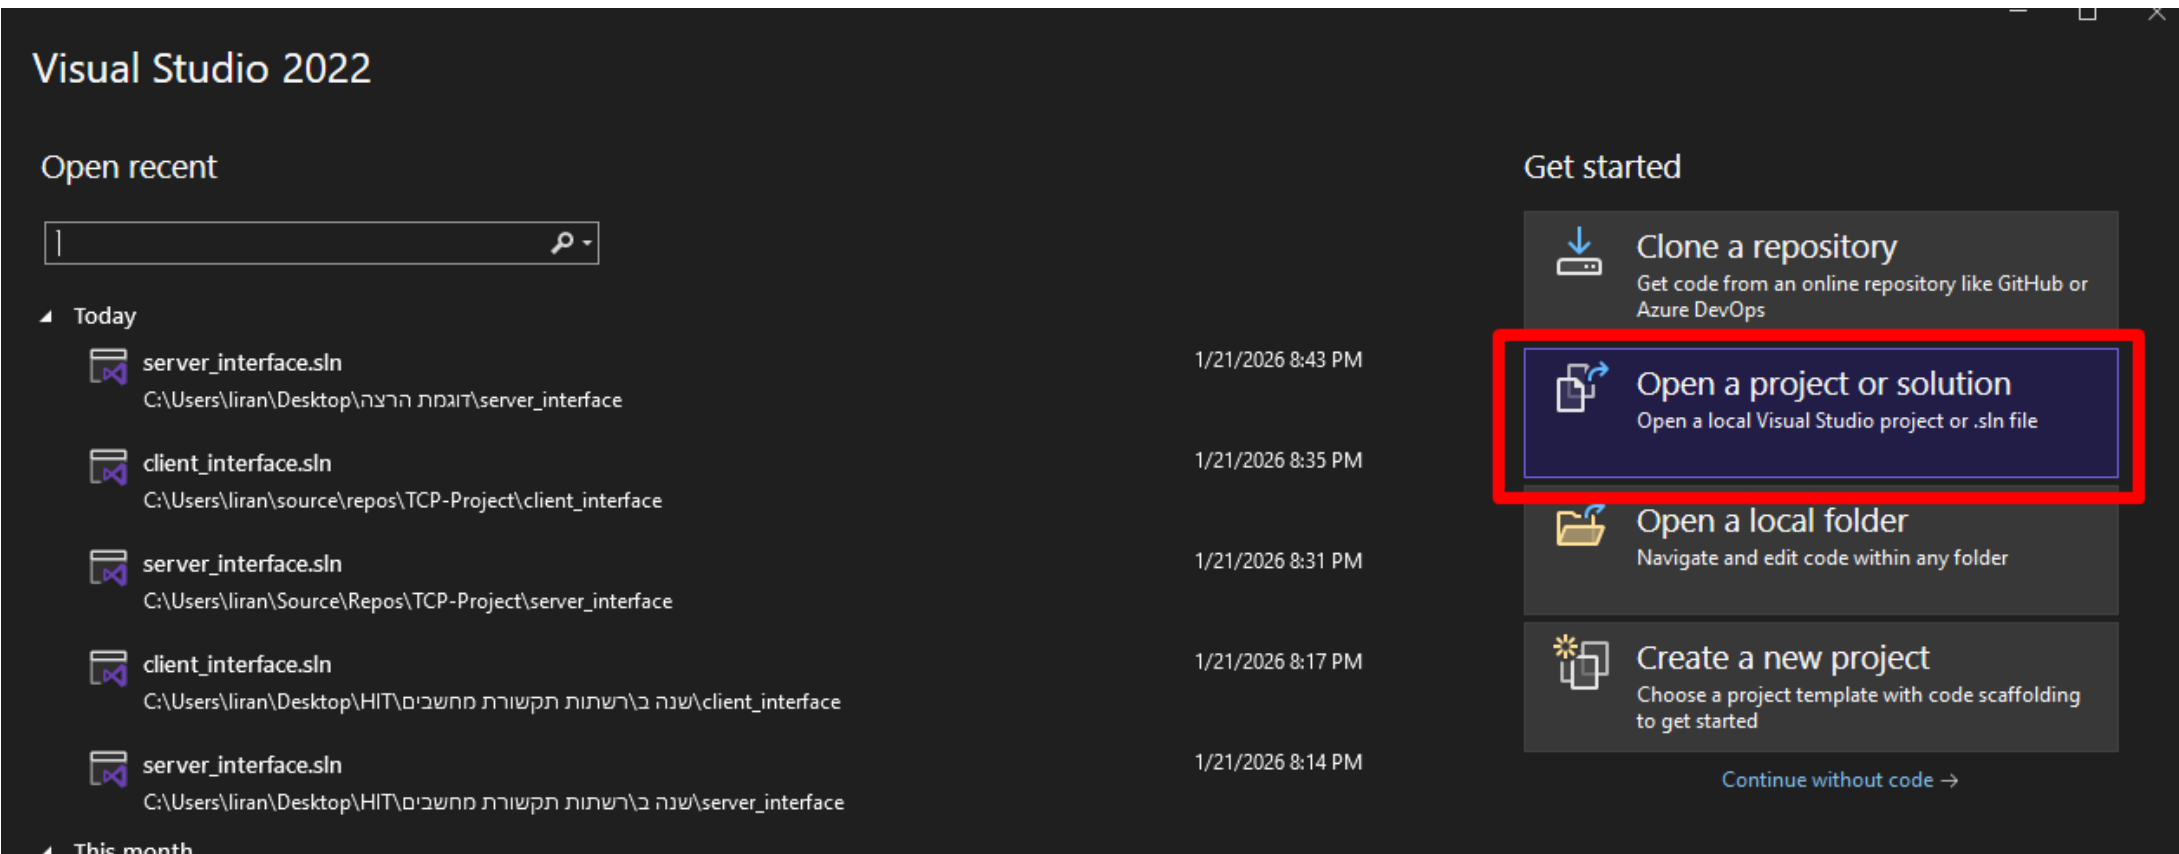 Visual Studio 2022
Open recent
Today
server_interface.sln
1/21/2026 8:43 PM
C:\Users\liran\Desktop\דוגמת הרצה\server_interface
client_interface.sln
1/21/2026 8:35 PM
C:\Users\liran\source\repos\TCP-Project\client_interface
server_interface.sln
1/21/2026 8:31 PM
C:\Users\liran\Source\Repos\TCP-Project\server_interface
client_interface.sln
1/21/2026 8:17 PM
C:\Users\liran\Desktop\HIT\שנה ב\רשתות תקשורת מחשבים\client_interface
server_interface.sln
1/21/2026 8:14 PM
C:\Users\liran\Desktop\HIT\שנה ב\רשתות תקשורת מחשבים\server_interface
This month
Get started
Clone a repository
Get code from an online repository like GitHub or
Azure DevOps
Open a project or solution
Open a local Visual Studio project or .sln file
Open a local folder
Navigate and edit code within any folder
Create a new project
Choose a project template with code scaffolding
to get started
Continue without code →